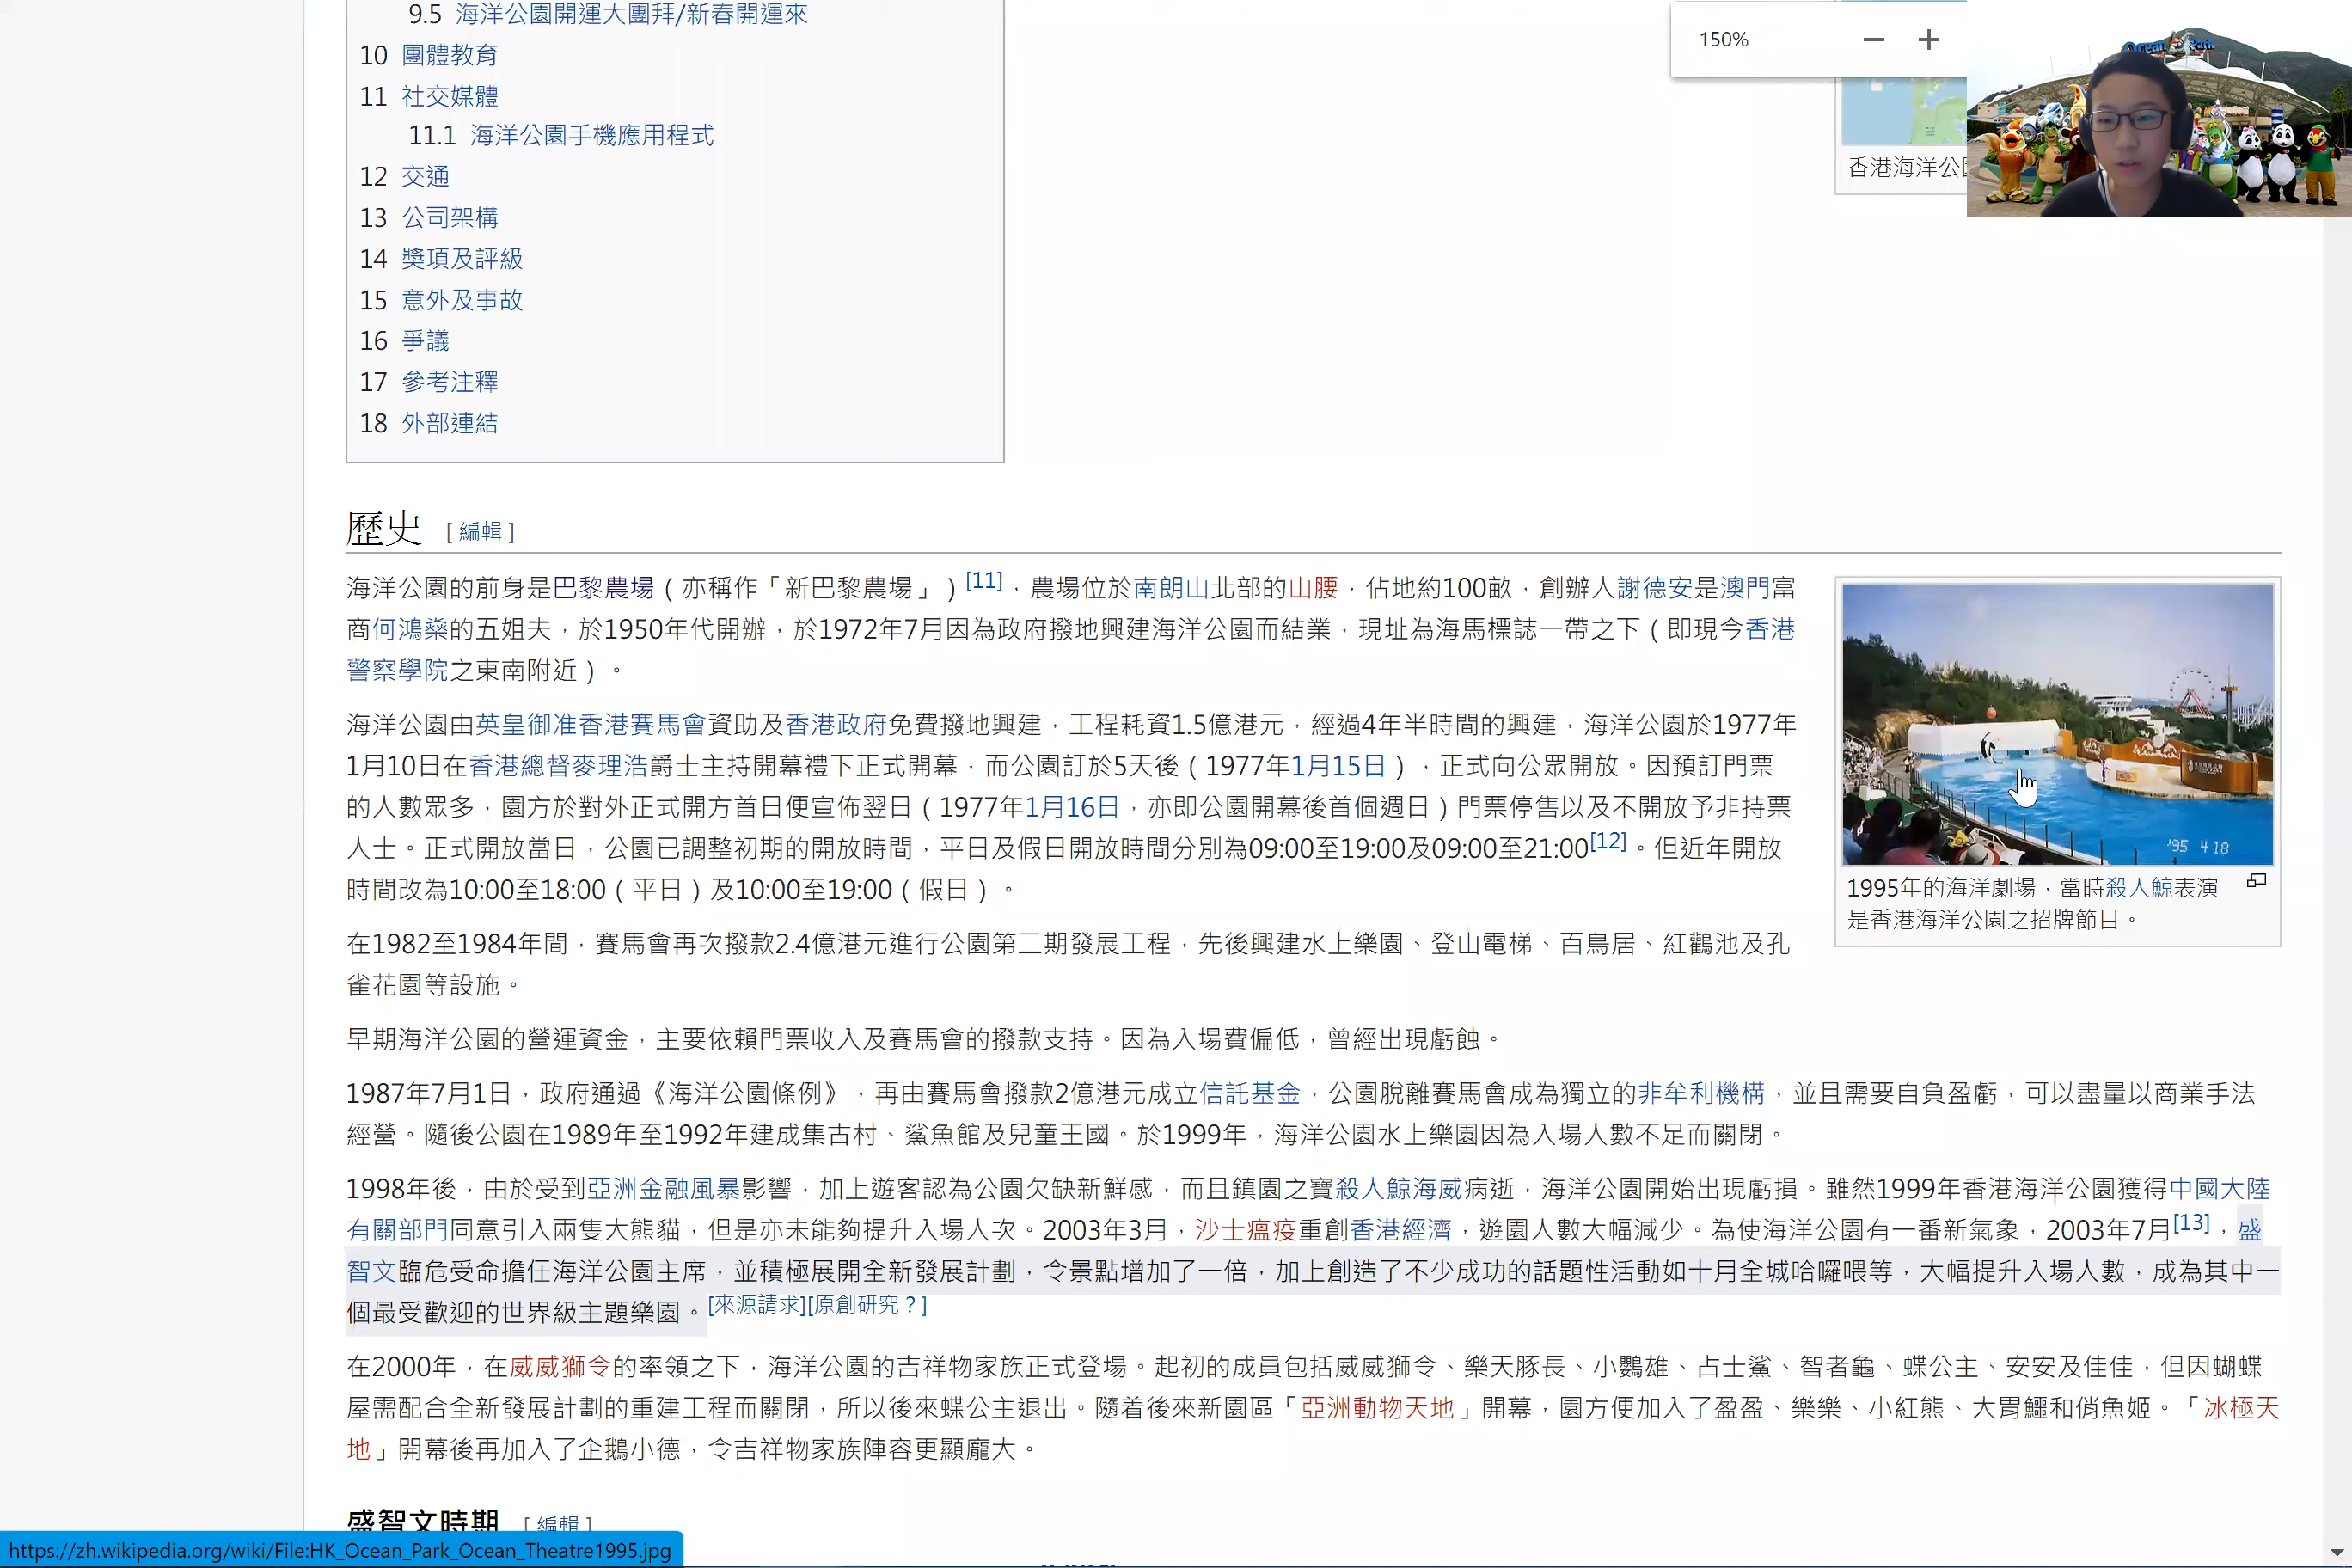 9.5 海洋公園開運大團拜/新春開運來
10 團體教育
11 社交媒體
11.1 海洋公園手機應用程式
12 交通
13 公司架構
14 獎項及評級
15 意外及事故
16 爭議
17 參考注釋
18 外部連結
150%
Ocean Park
香港海洋公
歷史 [ 編輯 ]
海洋公園的前身是巴黎農場（亦稱作「新巴黎農場」）[11]，農場位於南朗山北部的山腰，佔地約100畝，創辦人謝德安是澳門富
商何鴻燊的五姐夫，於1950年代開辦，於1972年7月因為政府撥地興建海洋公園而結業，現址為海馬標誌一帶之下（即現今香港
警察學院之東南附近）。
海洋公園由英皇御准香港賽馬會資助及香港政府免費撥地興建，工程耗資1.5億港元，經過4年半時間的興建，海洋公園於1977年
1月10日在香港總督麥理浩爵士主持開幕禮下正式開幕，而公園訂於5天後（1977年1月15日），正式向公眾開放。因預訂門票
的人數眾多，園方於對外正式開方首日便宣佈翌日（1977年1月16日，亦即公園開幕後首個週日）門票停售以及不開放予非持票
人士。正式開放當日，公園已調整初期的開放時間，平日及假日開放時間分別為09:00至19:00及09:00至21:00[12]。但近年開放
時間改為10:00至18:00（平日）及10:00至19:00（假日）。
在1982至1984年間，賽馬會再次撥款2.4億港元進行公園第二期發展工程，先後興建水上樂園、登山電梯、百鳥居、紅鸛池及孔
雀花園等設施。
早期海洋公園的營運資金，主要依賴門票收入及賽馬會的撥款支持。因為入場費偏低，曾經出現虧蝕。
1987年7月1日，政府通過《海洋公園條例》，再由賽馬會撥款2億港元成立信託基金，公園脫離賽馬會成為獨立的非牟利機構，並且需要自負盈虧，可以盡量以商業手法
經營。隨後公園在1989年至1992年建成集古村、鯊魚館及兒童王國。於1999年，海洋公園水上樂園因為入場人數不足而關閉。
1998年後，由於受到亞洲金融風暴影響，加上遊客認為公園欠缺新鮮感，而且鎮園之寶殺人鯨海威病逝，海洋公園開始出現虧損。雖然1999年香港海洋公園獲得中國大陸
有關部門同意引入兩隻大熊貓，但是亦未能夠提升入場人次。2003年3月，沙士瘟疫重創香港經濟，遊園人數大幅減少。為使海洋公園有一番新氣象，2003年7月[13]，盛
智文臨危受命擔任海洋公園主席，並積極展開全新發展計劃，令景點增加了一倍，加上創造了不少成功的話題性活動如十月全城哈囉喂等，大幅提升入場人數，成為其中一
個最受歡迎的世界級主題樂園。[來源請求][原創研究？]
在2000年，在威威獅令的率領之下，海洋公園的吉祥物家族正式登場。起初的成員包括威威獅令、樂天豚長、小鸚雄、占士鯊、智者龜、蝶公主、安安及佳佳，但因蝴蝶
屋需配合全新發展計劃的重建工程而關閉，所以後來蝶公主退出。隨着後來新園區「亞洲動物天地」開幕，園方便加入了盈盈、樂樂、小紅熊、大胃鱷和俏魚姬。「冰極天
地」開幕後再加入了企鵝小德，令吉祥物家族陣容更顯龐大。
'95 4 18
1995年的海洋劇場，當時殺人鯨表演
是香港海洋公園之招牌節目。
盛智文時期 [ 編輯 ]
https://zh.wikipedia.org/wiki/File:HK_Ocean_Park_Ocean_Theatre1995.jpg